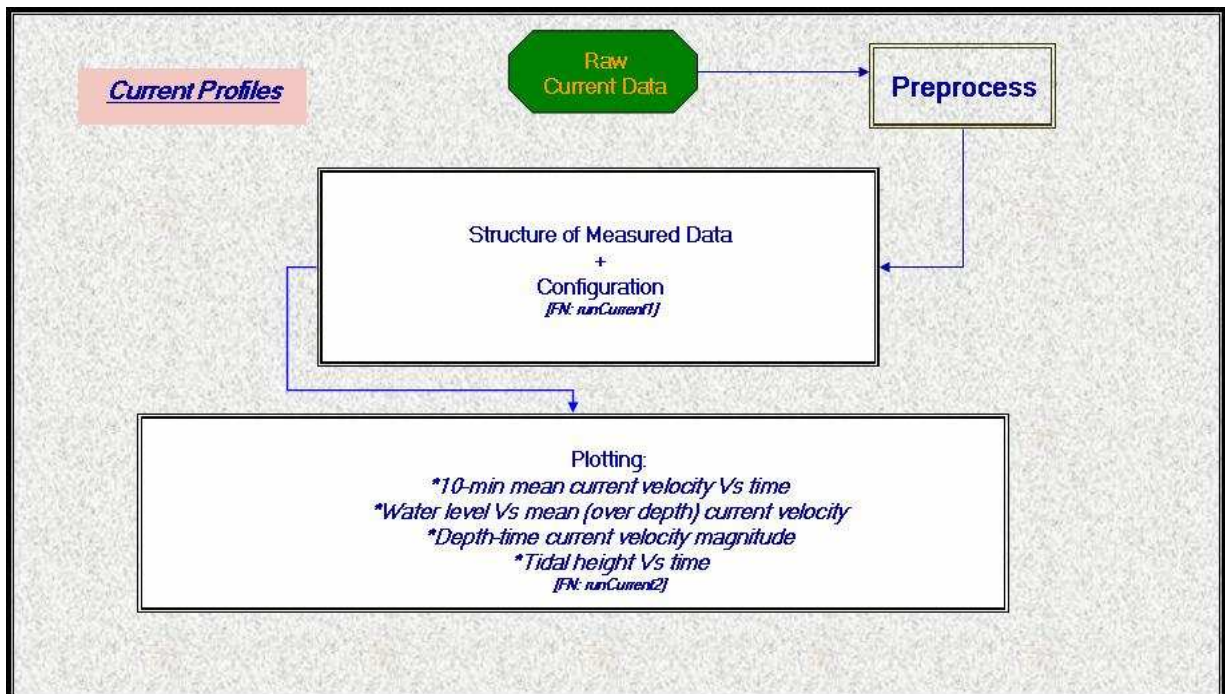 Current Profiles
Raw
Current Data
Preprocess
Structure of Measured Data
+
Configuration
[FN: runCurrent1]
Plotting:
*10-min mean current velocity Vs time
*Water level Vs mean (over depth) current velocity
*Depth-time current velocity magnitude
*Tidal height Vs time
[FN: runCurrent2]